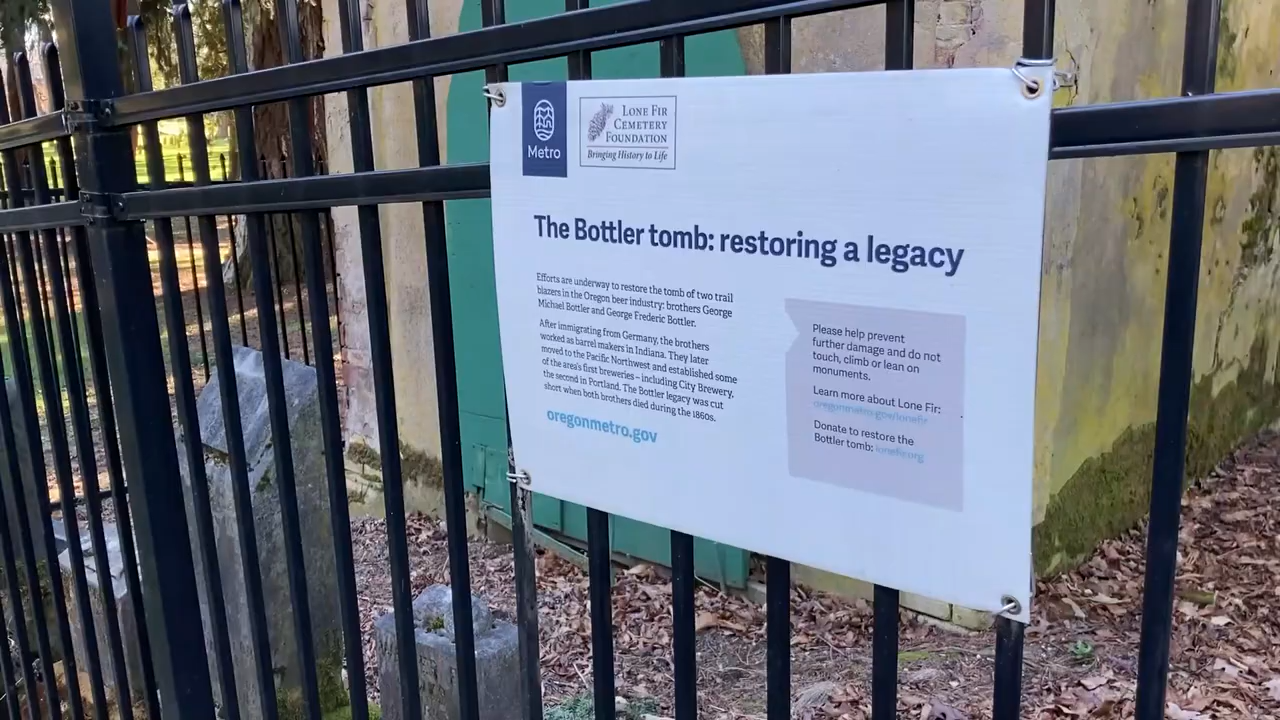 Metro
LONE FIR
CEMETERY
FOUNDATION
Bringing History to Life
The Bottler tomb: restoring a legacy
Efforts are underway to restore the tomb of two trail
blazers in the Oregon beer industry: brothers George
Michael Bottler and George Frederic Bottler.
After immigrating from Germany, the brothers
worked as barrel makers in Indiana. They later
moved to the Pacific Northwest and established some
of the area's first breweries – including City Brewery,
the second in Portland. The Bottler legacy was cut
short when both brothers died during the 1860s.
oregonmetro.gov
Please help prevent
further damage and do not
touch, climb or lean on
monuments.
Learn more about Lone Fir:
oregonmetro.gov/lonefir
Donate to restore the
Bottler tomb: lonefir.org